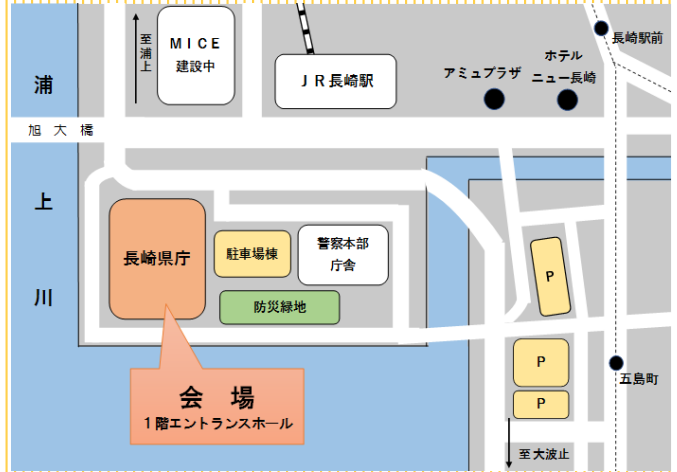 至浦上
ＭＩＣＥ
建設中
ＪＲ長崎駅
長崎駅前
ホテル
ニュー長崎
アミュプラザ
浦上川
旭大橋
長崎県庁
駐車場棟
警察本部
庁舎
防災緑地
P
P
P
会場
１階エントランスホール
五島町
至大波止